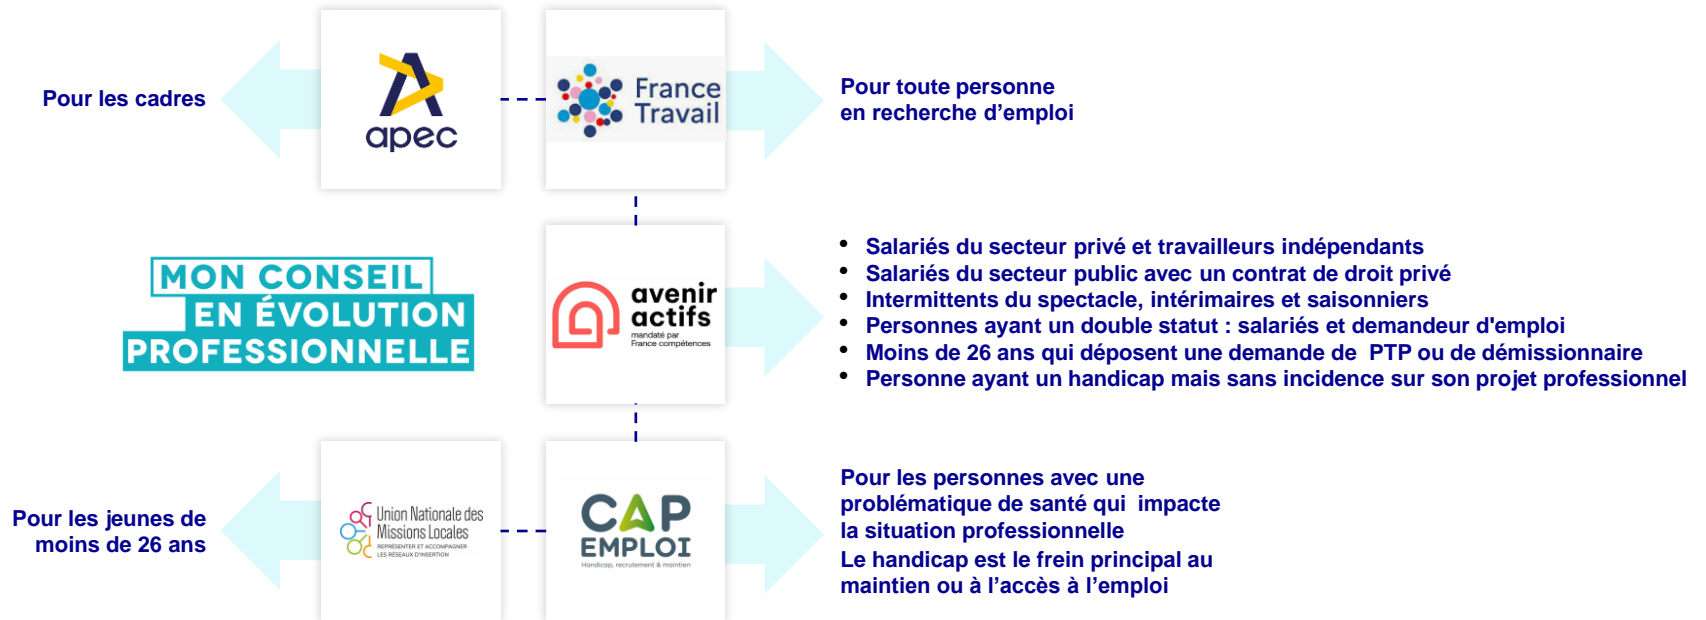 Pour les cadres
apec
France
Travail
Pour toute personne
en recherche d’emploi
MON CONSEIL
EN ÉVOLUTION
PROFESSIONNELLE
avenir
actifs
mandaté par
France compétences
• Salariés du secteur privé et travailleurs indépendants
• Salariés du secteur public avec un contrat de droit privé
• Intermittents du spectacle, intérimaires et saisonniers
• Personnes ayant un double statut : salariés et demandeur d'emploi
• Moins de 26 ans qui déposent une demande de  PTP ou de démissionnaire
• Personne ayant un handicap mais sans incidence sur son projet professionnel
Pour les jeunes de
moins de 26 ans
Union Nationale des
Missions Locales
REPRÉSENTER ET ACCOMPAGNER
LES RÉSEAUX D'INSERTION
CAP
EMPLOI
Handicap, recrutement & maintien
Pour les personnes avec une
problématique de santé qui  impacte
la situation professionnelle
Le handicap est le frein principal au
maintien ou à l’accès à l’emploi